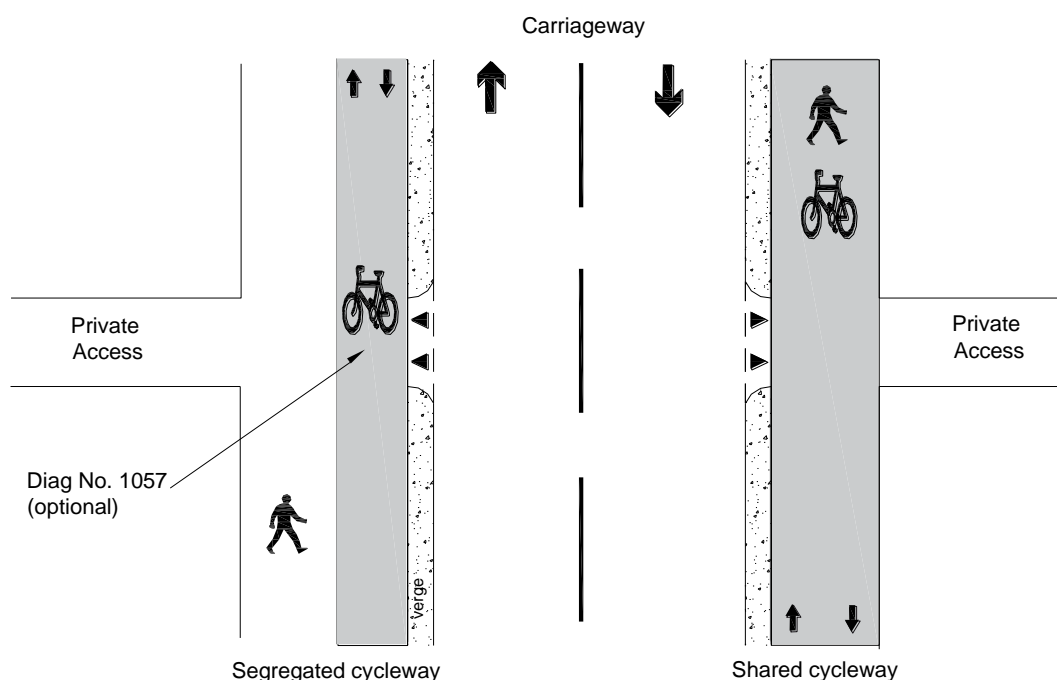 Carriageway
Private
Access
Private
Access
Diag No. 1057
(optional)
Verge
Segregated cycleway
Shared cycleway